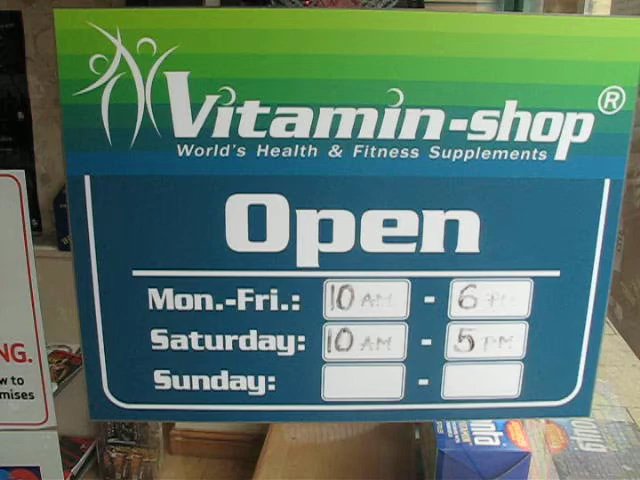 Vitamin-shop®
World's Health & Fitness Supplements
Open
Mon.-Fri.: 10 AM - 6 PM
Saturday: 10 AM - 5 PM
Sunday: -
NG.
w to
mises